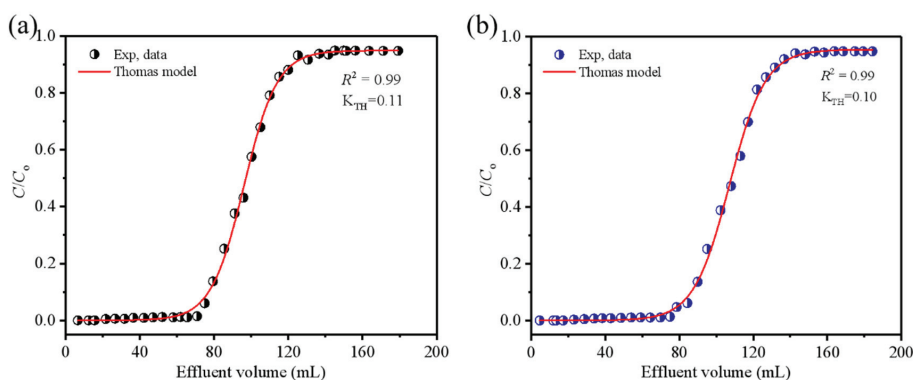 (a)
1.0
0.8
0.6
0.4
0.2
0.0
C/Co
Exp, data
Thomas model
R² = 0.99
K_TH=0.11
0 40 80 120 160 200
Effluent volume (mL)
(b)
1.0
0.8
0.6
0.4
0.2
0.0
C/Co
Exp, data
Thomas model
R² = 0.99
K_TH=0.10
0 40 80 120 160 200
Effluent volume (mL)